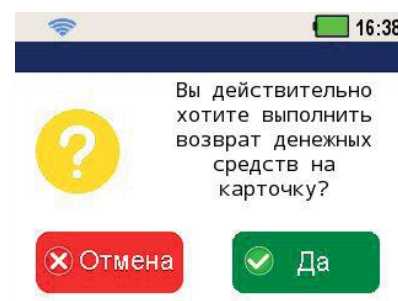 16:38
Вы действительно
хотите выполнить
возврат денежных
средств на
карточку?
Отмена
Да